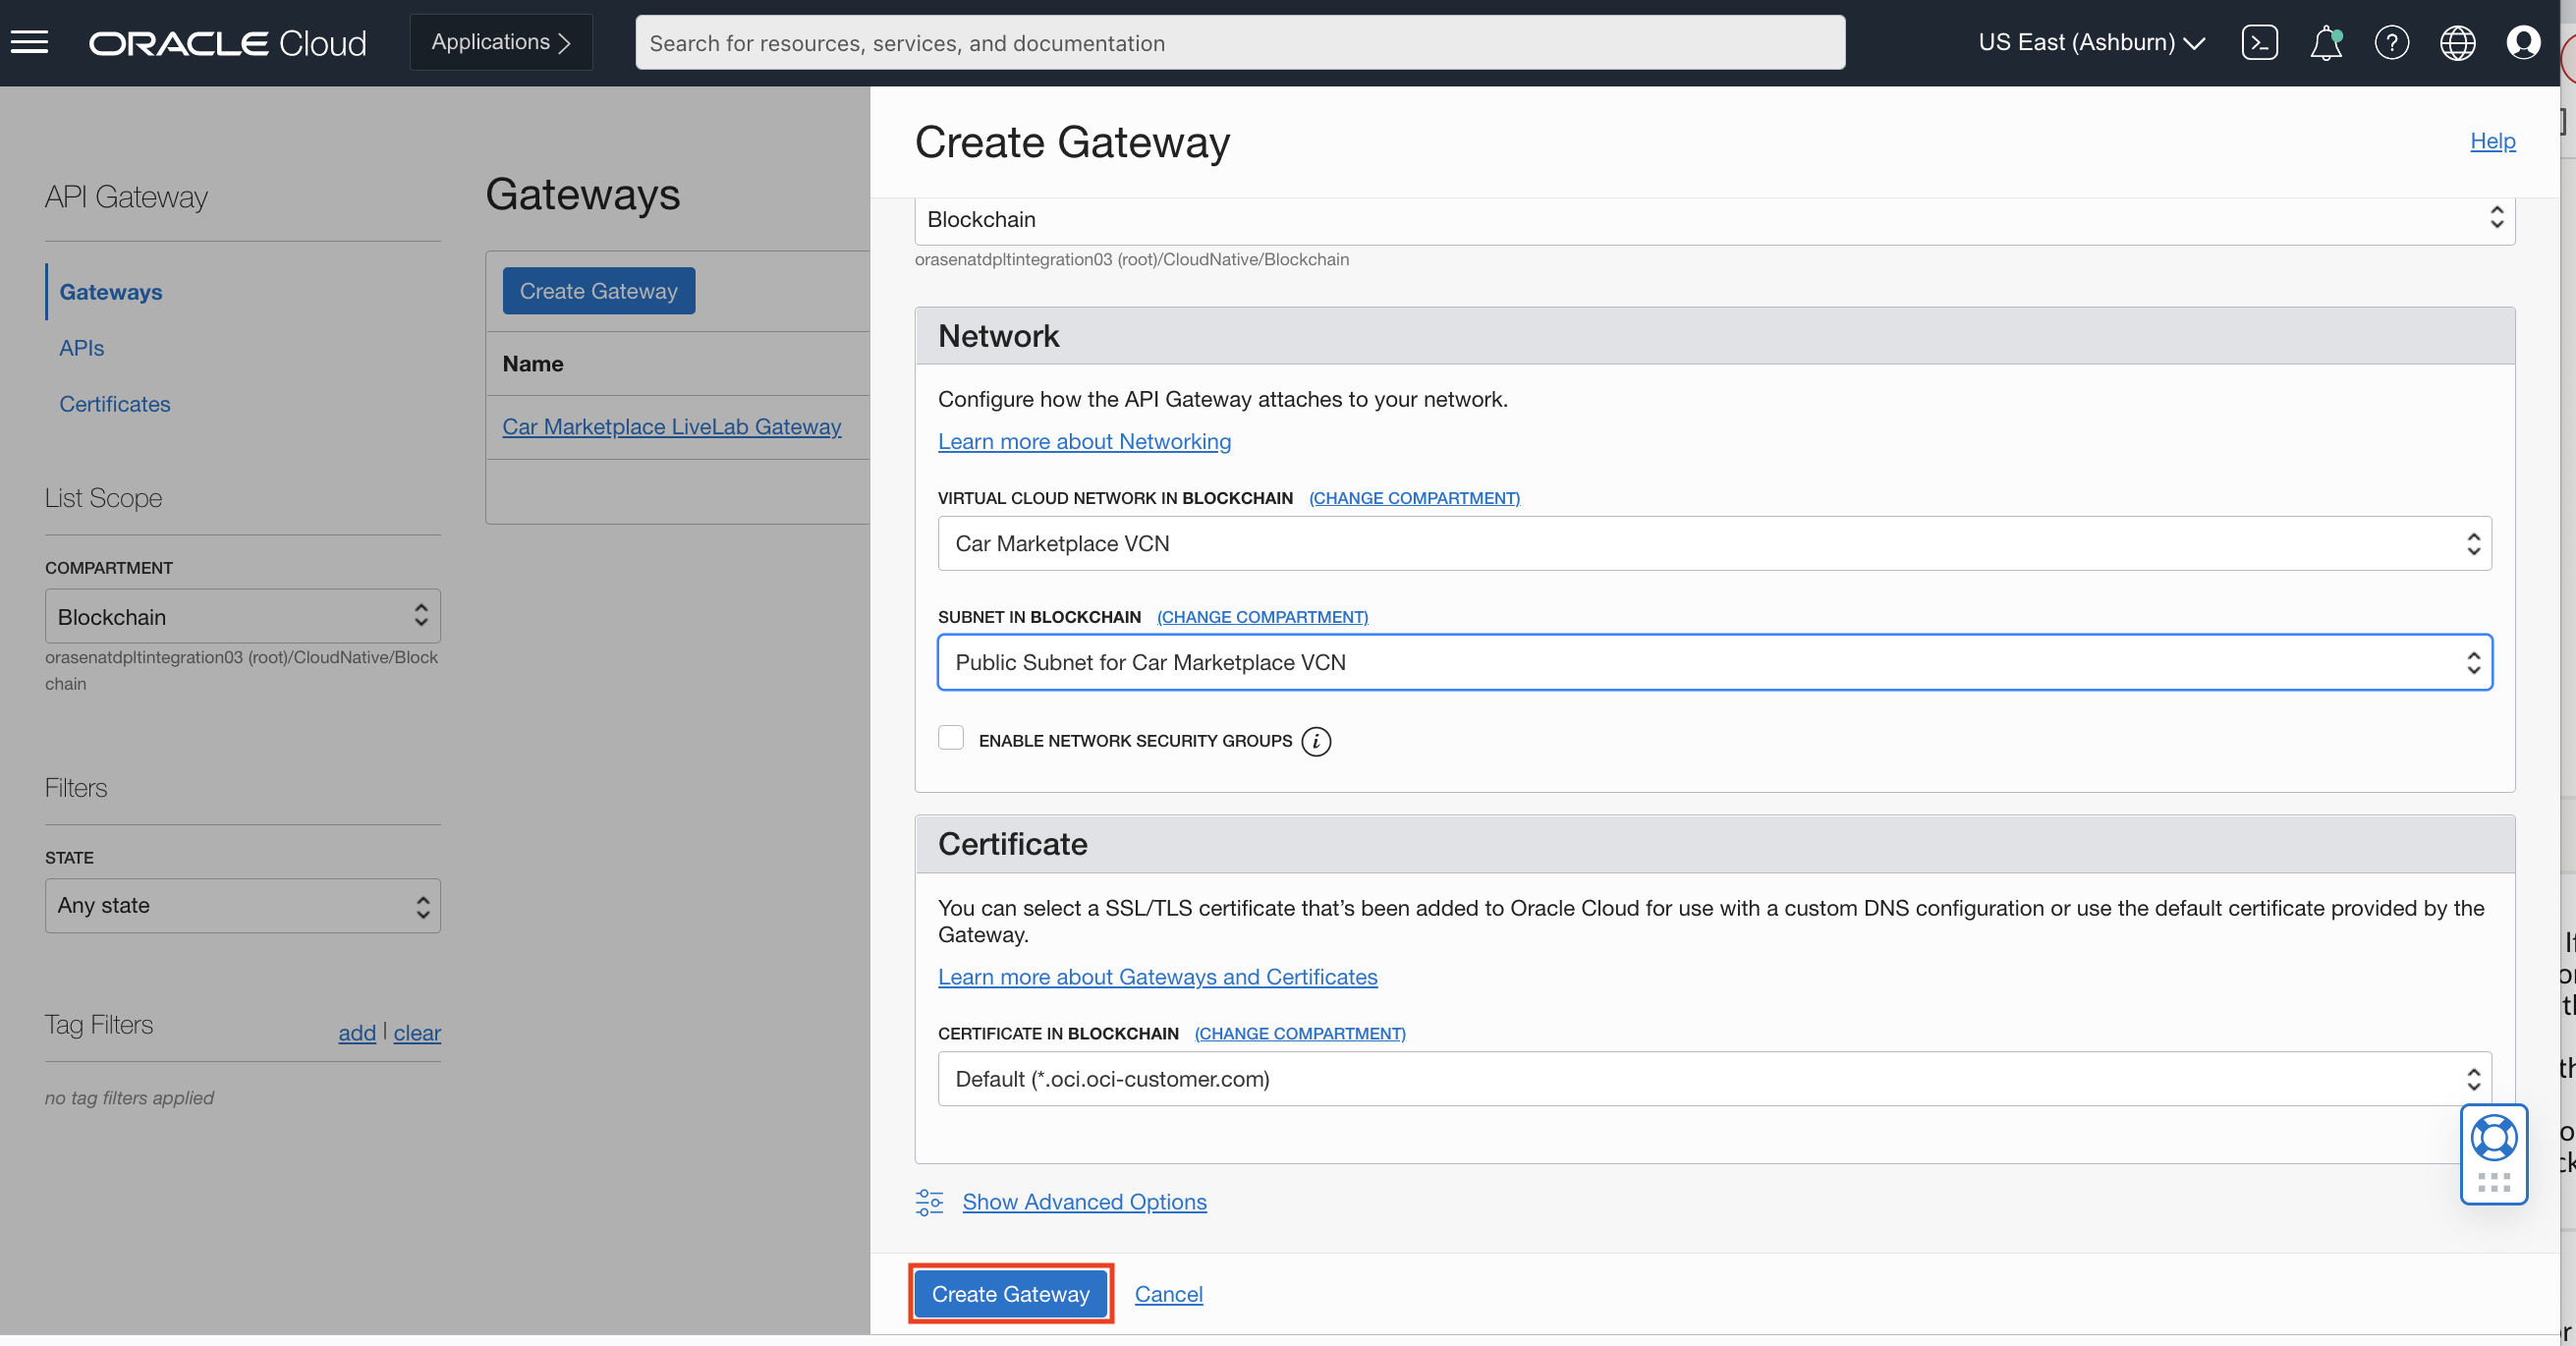 ORACLE Cloud
Applications
Search for resources, services, and documentation
US East (Ashburn)
API Gateway
Gateways
APIs
Certificates
List Scope
COMPARTMENT
Blockchain
orasenatdpltintegration03 (root)/CloudNative/Block
chain
Filters
STATE
Any state
Tag Filters
add | clear
no tag filters applied
Gateways
Create Gateway
Name
Car Marketplace LiveLab Gateway
Create Gateway
Help
Blockchain
orasenatdpltintegration03 (root)/CloudNative/Blockchain
Network
Configure how the API Gateway attaches to your network.
Learn more about Networking
VIRTUAL CLOUD NETWORK IN BLOCKCHAIN (CHANGE COMPARTMENT)
Car Marketplace VCN
SUBNET IN BLOCKCHAIN (CHANGE COMPARTMENT)
Public Subnet for Car Marketplace VCN
ENABLE NETWORK SECURITY GROUPS i
Certificate
You can select a SSL/TLS certificate that’s been added to Oracle Cloud for use with a custom DNS configuration or use the default certificate provided by the
Gateway.
Learn more about Gateways and Certificates
CERTIFICATE IN BLOCKCHAIN (CHANGE COMPARTMENT)
Default (*.oci.oci-customer.com)
Show Advanced Options
Create Gateway
Cancel